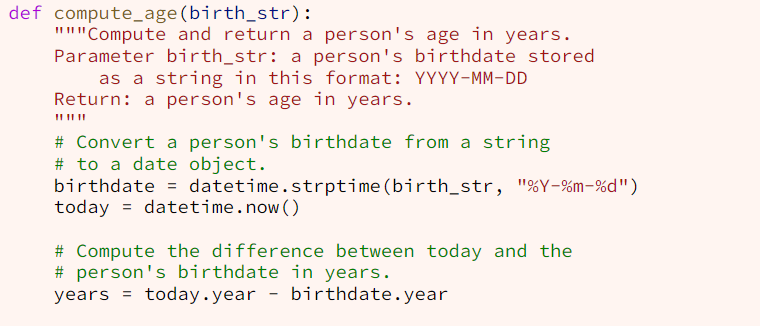 def compute_age(birth_str):
    """Compute and return a person's age in years.
    Parameter birth_str: a person's birthdate stored
        as a string in this format: YYYY-MM-DD
    Return: a person's age in years.
    """
    # Convert a person's birthdate from a string
    # to a date object.
    birthdate = datetime.strptime(birth_str, "%Y-%m-%d")
    today = datetime.now()

    # Compute the difference between today and the
    # person's birthdate in years.
    years = today.year - birthdate.year